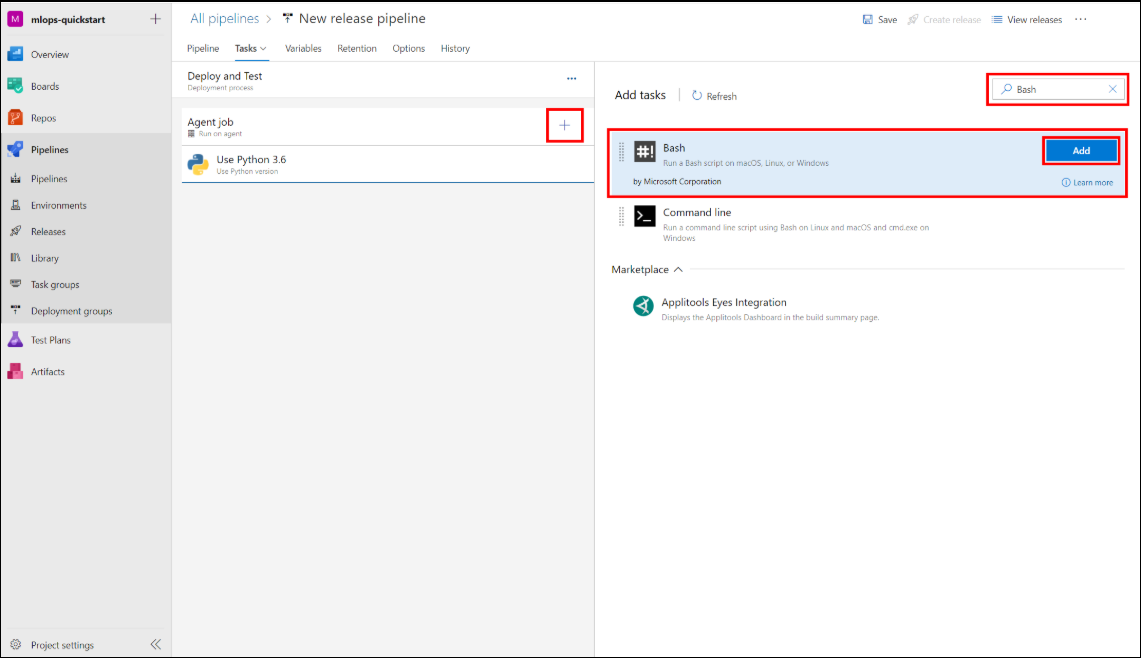 M mlops-quickstart
Overview
Boards
Repos
Pipelines
Pipelines
Environments
Releases
Library
Task groups
Deployment groups
Test Plans
Artifacts
Project settings
All pipelines > New release pipeline
Save Create release View releases ...
Pipeline Tasks Variables Retention Options History
Deploy and Test
Deployment process
...
Agent job
Run on agent
Use Python 3.6
Use Python version
Add tasks Refresh
Bash
#! Bash
Run a Bash script on macOS, Linux, or Windows
by Microsoft Corporation
Add
Learn more
Command line
Run a command line script using Bash on Linux and macOS and cmd.exe on
Windows
Marketplace
Applitools Eyes Integration
Displays the Applitools Dashboard in the build summary page.